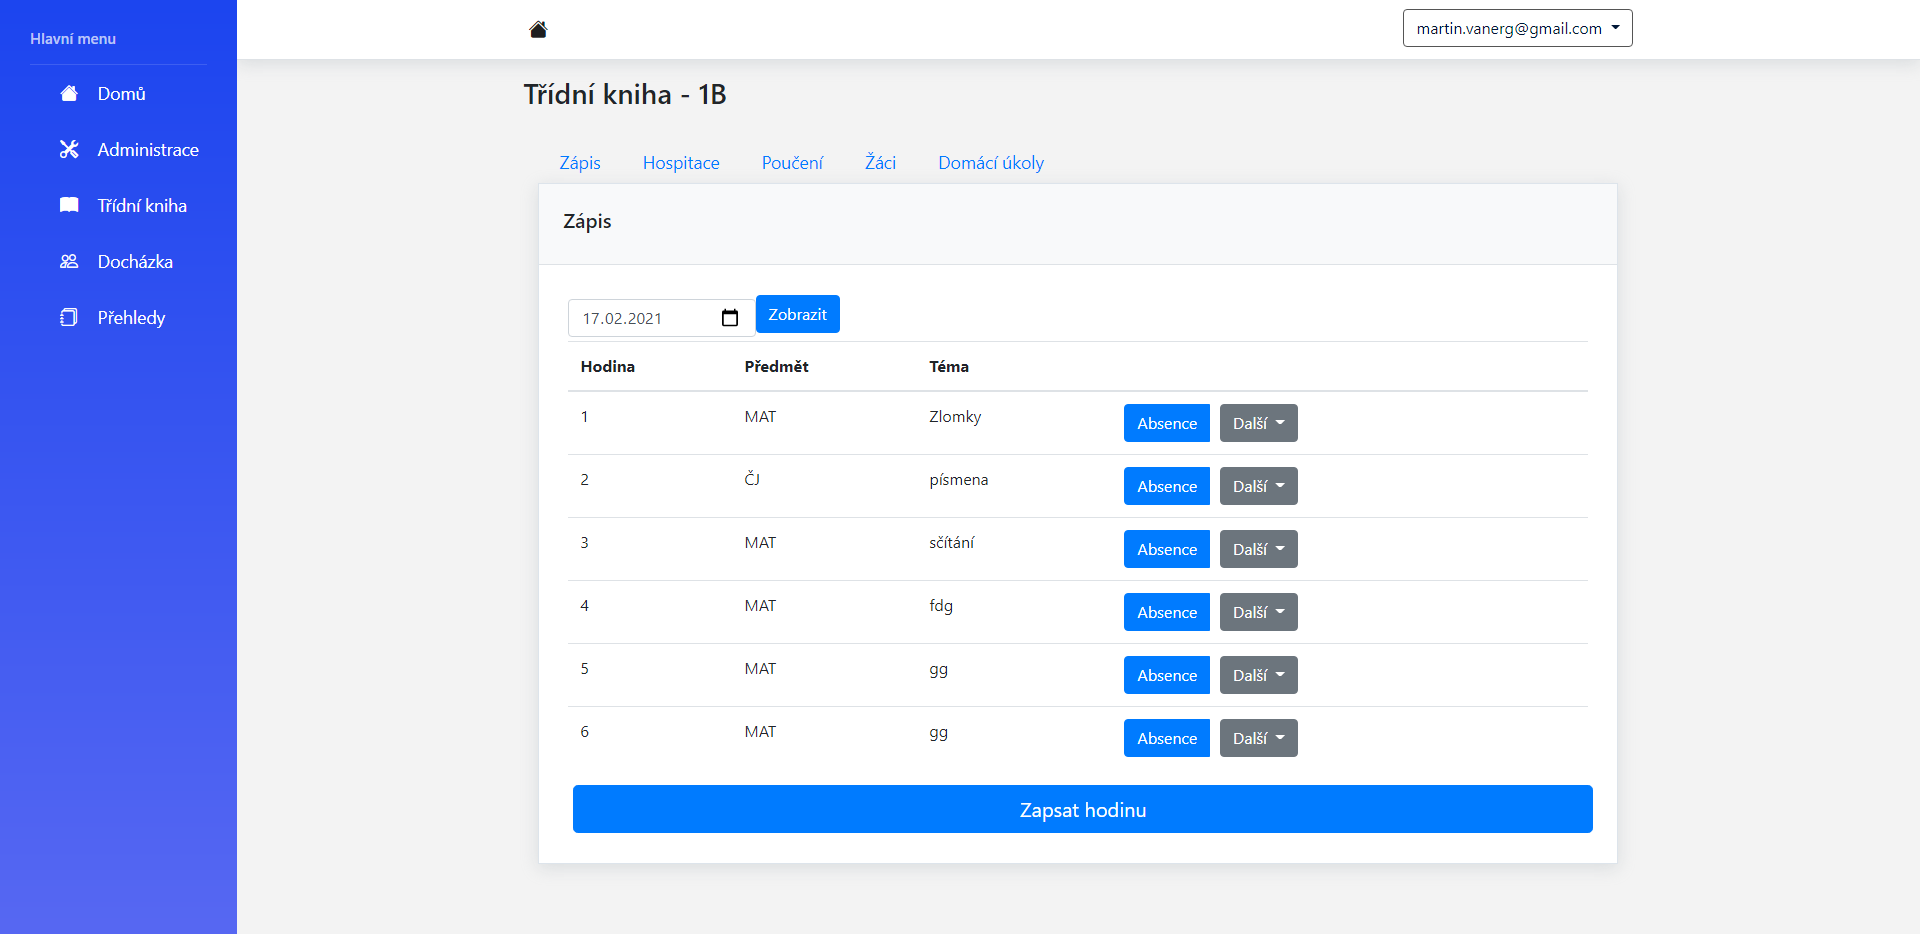 Hlavní menu
Domů
Administrace
Třídní kniha
Docházka
Přehledy
martin.vanerg@gmail.com
Třídní kniha - 1B
Zápis Hospitace Poučení Žáci Domácí úkoly
Zápis
17.02.2021 Zobrazit
Hodina Předmět Téma
1 MAT Zlomky Absence Další
2 ČJ písmena Absence Další
3 MAT sčítání Absence Další
4 MAT fdg Absence Další
5 MAT gg Absence Další
6 MAT gg Absence Další
Zapsat hodinu